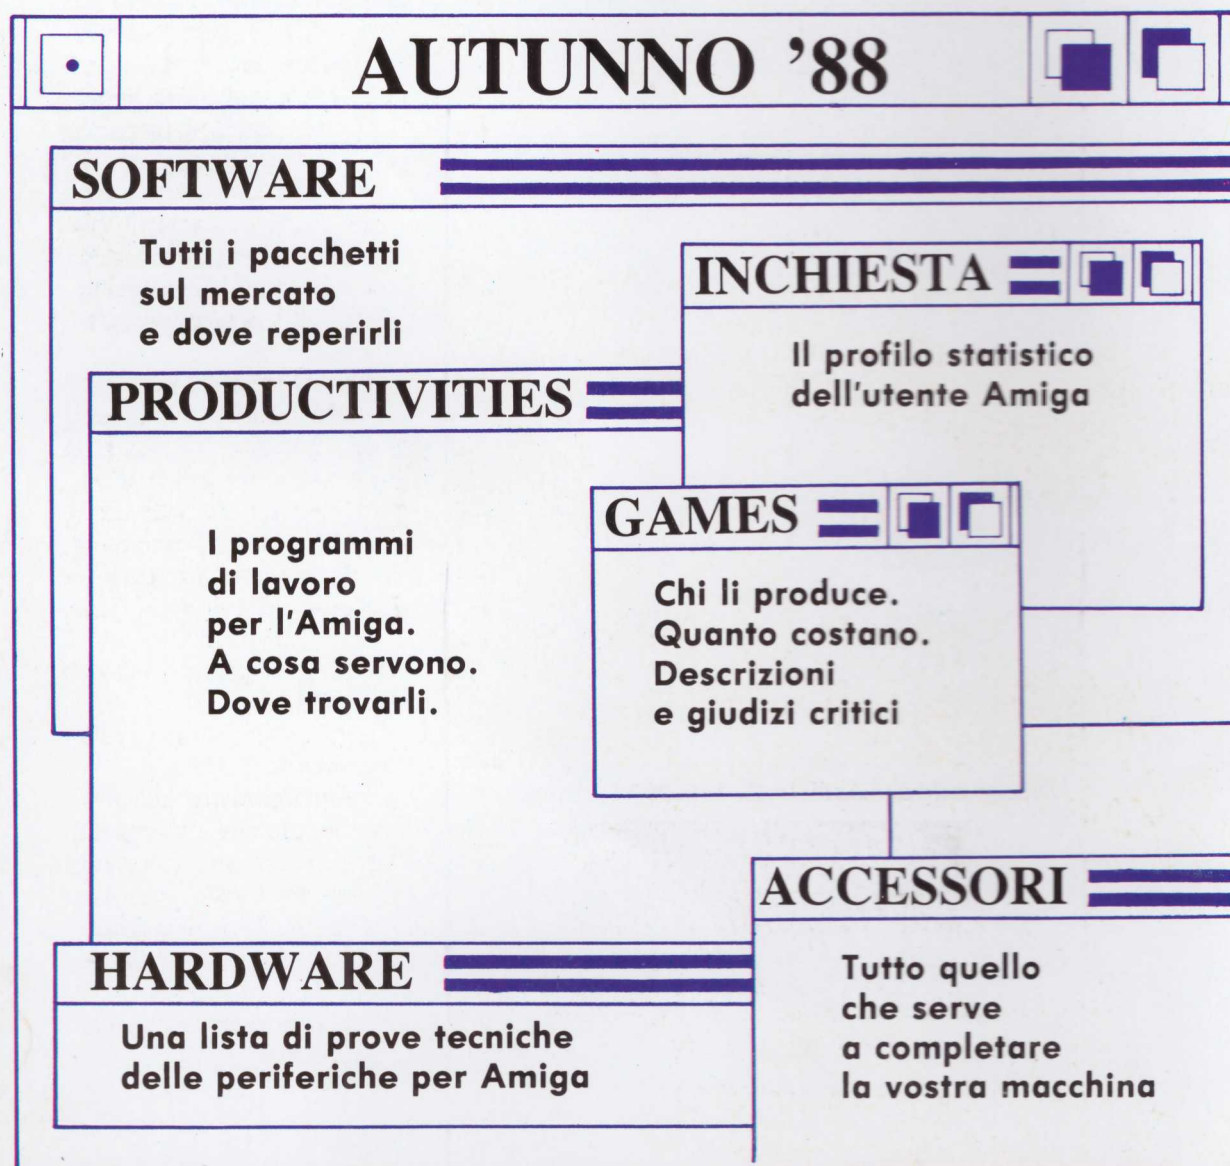 AUTUNNO '88
SOFTWARE
Tutti i pacchetti
sul mercato
e dove reperirli
INCHIESTA
Il profilo statistico
dell'utente Amiga
PRODUCTIVITIES
I programmi
di lavoro
per l'Amiga.
A cosa servono.
Dove trovarli.
GAMES
Chi li produce.
Quanto costano.
Descrizioni
e giudizi critici
ACCESSORI
Tutto quello
che serve
a completare
la vostra macchina
HARDWARE
Una lista di prove tecniche
delle periferiche per Amiga